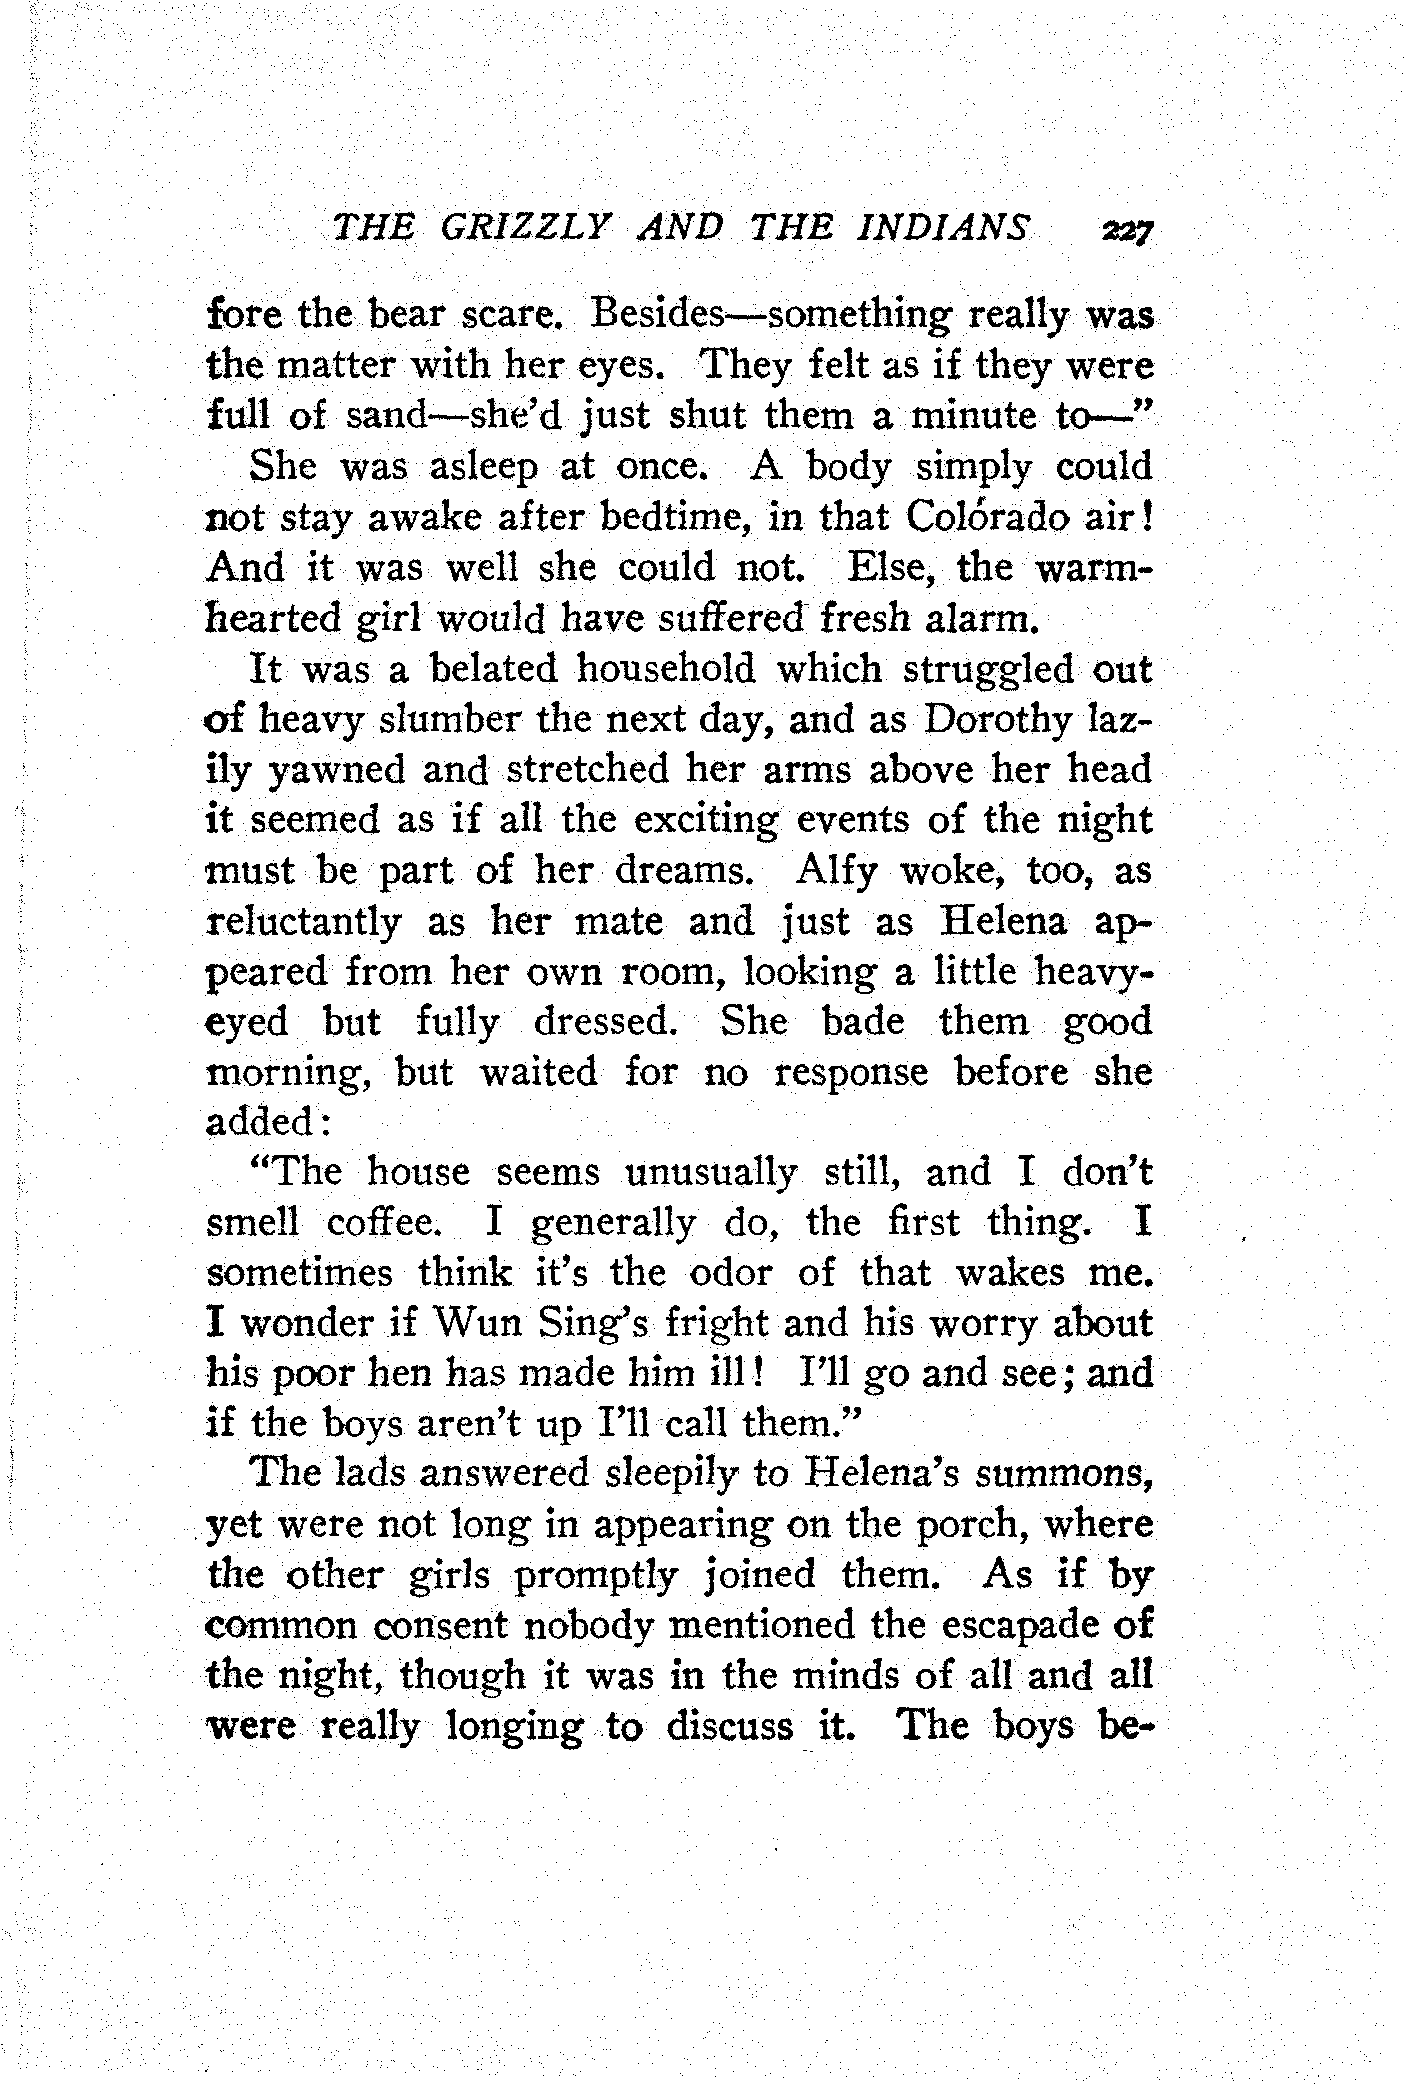 THE GRIZZLY AND THE INDIANS 227
fore the bear scare. Besides—something really was
the matter with her eyes. They felt as if they were
full of sand—she’d just shut them a minute to—”
She was asleep at once. A body simply could
not stay awake after bedtime, in that Colorado air!
And it was well she could not. Else, the warm-
hearted girl would have suffered fresh alarm.
It was a belated household which struggled out
of heavy slumber the next day, and as Dorothy laz-
ily yawned and stretched her arms above her head
it seemed as if all the exciting events of the night
must be part of her dreams. Alfy woke, too, as
reluctantly as her mate and just as Helena ap-
peared from her own room, looking a little heavy-
eyed but fully dressed. She bade them good
morning, but waited for no response before she
added:
“The house seems unusually still, and I don’t
smell coffee. I generally do, the first thing. I
sometimes think it’s the odor of that wakes me.
I wonder if Wun Sing’s fright and his worry about
his poor hen has made him ill! I’ll go and see; and
if the boys aren’t up I’ll call them.”
The lads answered sleepily to Helena’s summons,
yet were not long in appearing on the porch, where
the other girls promptly joined them. As if by
common consent nobody mentioned the escapade of
the night, though it was in the minds of all and all
were really longing to discuss it. The boys be-